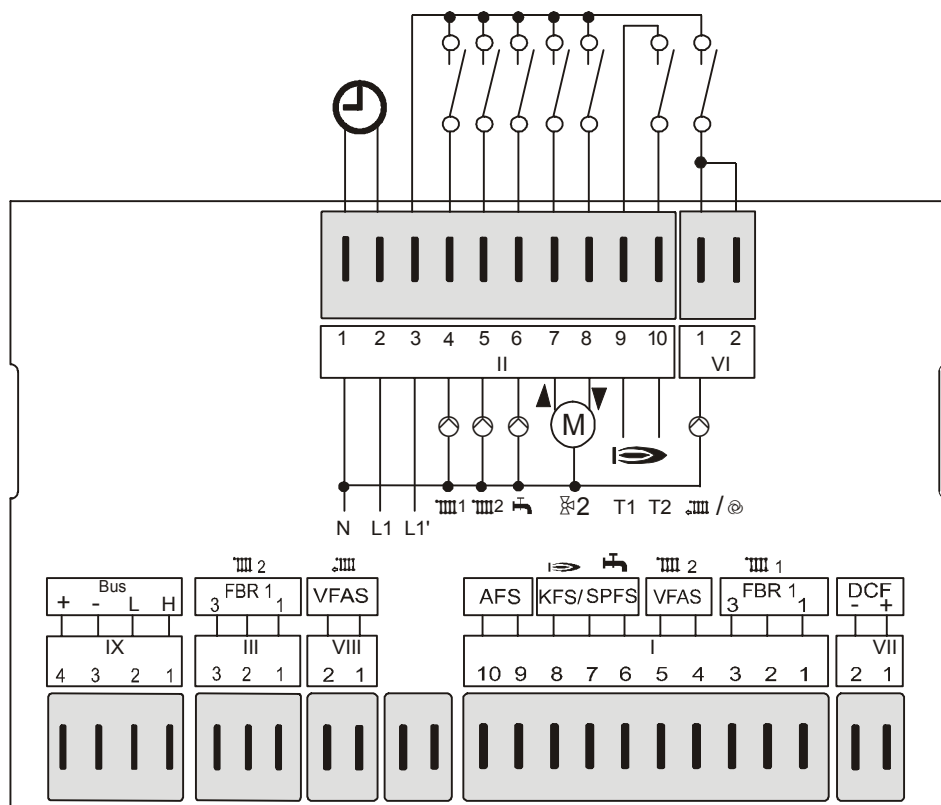 1 2 3 4 5 6 7 8 9 10 1 2
II VI
M
1 2 2 T1 T2 /
N L1 L1'
2 1
Bus FBR 1 VFAS AFS KFS/ SPFS VFAS 2 FBR 1 DCF
+ - L H 3 1 3 1 - +
IX III VIII I VII
4 3 2 1 3 2 1 2 1 10 9 8 7 6 5 4 3 2 1 2 1